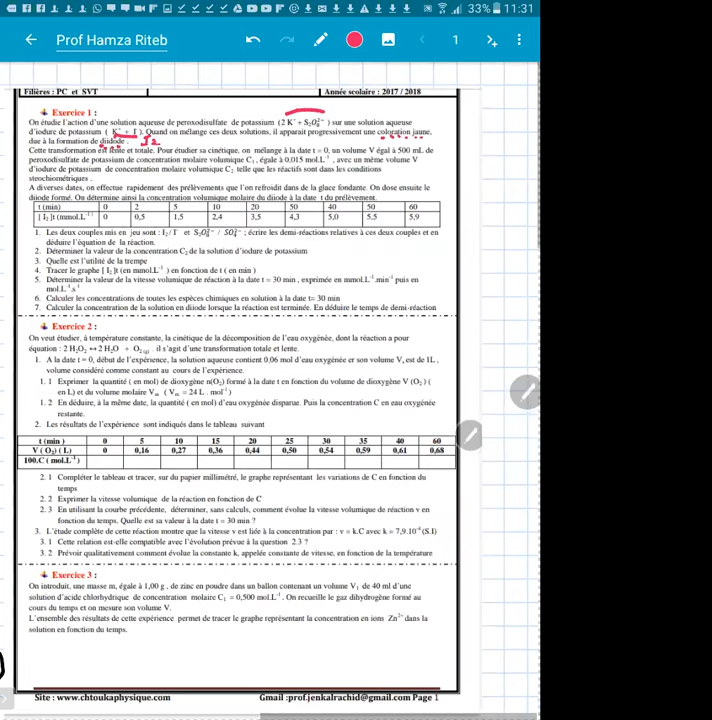 33% 11:31
Prof Hamza Riteb
1
Filières : PC et SVT Année scolaire : 2017 / 2018
Exercice 1 :
On étudie l'action d'une solution aqueuse de peroxodisulfate de potassium (2 K⁺ + S₂O₈²⁻) sur une solution aqueuse
d'iodure de potassium ( K⁺ + I⁻). Quand on mélange ces deux solutions, il apparait progressivement une coloration jaune,
due à la formation de diiode . I2
Cette transformation est lente et totale. Pour étudier sa cinétique, on mélange à la date t = 0, un volume V égal à 500 mL de
peroxodisulfate de potassium de concentration molaire volumique C₁, égale à 0,015 mol.L⁻¹ , avec un même volume V
d'iodure de potassium de concentration molaire volumique C₂ telle que les réactifs sont dans les conditions
stœchiométriques .
A diverses dates, on effectue rapidement des prélèvements que l'on refroidit dans de la glace fondante. On dose ensuite le
diiode formé. On détermine ainsi la concentration volumique molaire du diiode à la date t du prélèvement.
t (min) 0 2 5 10 20 50 40 50 60
[ I₂ ]t (mmol.L⁻¹) 0 0,5 1,5 2,4 3,5 4,3 5,0 5,5 5,9
1. Les deux couples mis en jeu sont : I₂/ I⁻ et S₂O₈²⁻ / SO₄²⁻ ; écrire les demi-réactions relatives à ces deux couples et en
déduire l'équation de la réaction.
2. Déterminer la valeur de la concentration C₂ de la solution d'iodure de potassium
3. Quelle est l'utilité de la trempe
4. Tracer le graphe [ I₂ ]t (en mmol.L⁻¹ ) en fonction de t ( en min )
5. Déterminer la valeur de la vitesse volumique de réaction à la date t = 30 min , exprimée en mmol.L⁻¹.min⁻¹ puis en
mol.L⁻¹.s⁻¹
6. Calculer les concentrations de toutes les espèces chimiques en solution à la date t= 30 min
7. Calculer la concentration de la solution en diiode lorsque la réaction est terminée. En déduire le temps de demi-réaction
Exercice 2 :
On veut étudier, à température constante, la cinétique de la décomposition de l'eau oxygénée, dont la réaction a pour
équation : 2 H₂O₂ ↔ 2 H₂O + O₂ ₍g₎ il s'agit d'une transformation totale et lente.
1. A la date t = 0, début de l'expérience, la solution aqueuse contient 0,06 mol d'eau oxygénée et son volume Vₛ est de 1L ,
volume considéré comme constant au cours de l'expérience.
1. 1 Exprimer la quantité ( en mol) de dioxygène n(O₂) formé à la date t en fonction du volume de dioxygène V (O₂ ) (
en L) et du volume molaire Vₘ ( Vₘ = 24 L . mol⁻¹ )
1. 2 En déduire, à la même date, la quantité ( en mol) d'eau oxygénée disparue. Puis la concentration C en eau oxygénée
restante.
2. Les résultats de l'expérience sont indiqués dans le tableau suivant
t (min ) 0 5 10 15 20 25 30 35 40 60
V ( O₂) ( L) 0 0,16 0,27 0,36 0,44 0,50 0,54 0,59 0,61 0,68
100.C ( mol.L⁻¹)
2. 1 Compléter le tableau et tracer, sur du papier millimétré, le graphe représentant les variations de C en fonction du
temps
2. 2 Exprimer la vitesse volumique de la réaction en fonction de C
2. 3 En utilisant la courbe précédente, déterminer, sans calculs, comment évolue la vitesse volumique de réaction v en
fonction du temps. Quelle est sa valeur à la date t = 30 min ?
3. L'étude complète de cette réaction montre que la vitesse v est liée à la concentration par : v = k.C avec k = 7,9.10⁻⁴ (S.I)
3. 1 Cette relation est-elle compatible avec l'évolution prévue à la question 2.3 ?
3. 2 Prévoir qualitativement comment évolue la constante k, appelée constante de vitesse, en fonction de la température
Exercice 3 :
On introduit, une masse m, égale à 1,00 g , de zinc en poudre dans un ballon contenant un volume V₁ de 40 ml d'une
solution d'acide chlorhydrique de concentration molaire C₁ = 0,500 mol.L⁻¹ . On recueille le gaz dihydrogène formé au
cours du temps et on mesure son volume V.
L'ensemble des résultats de cette expérience permet de tracer le graphe représentant la concentration en ions Zn²⁺ dans la
solution en fonction du temps.
Site : www.chtoukaphysique.com Gmail :prof.jenkalrachid@gmail.com Page 1